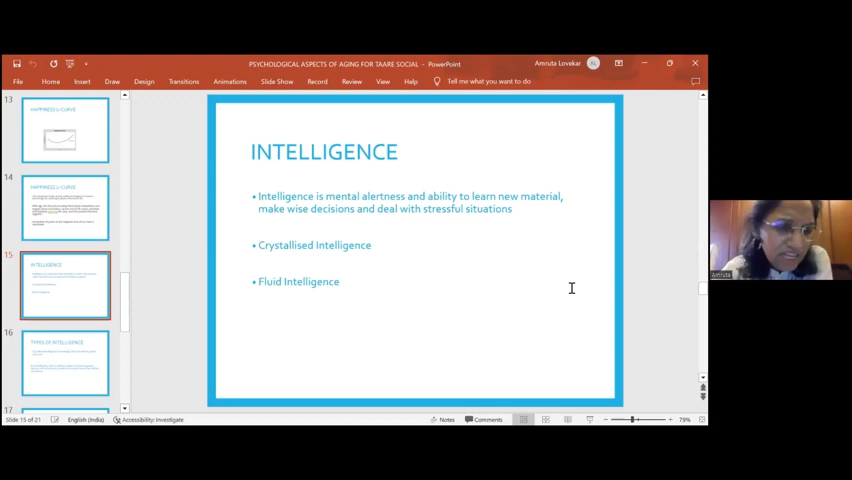 PSYCHOLOGICAL ASPECTS OF AGING FOR TAARE SOCIAL - PowerPoint
Amruta Lovekar
AL
File Home Insert Draw Design Transitions Animations Slide Show Record Review View Help Tell me what you want to do
13
HAPPINESS U-CURVE
14
HAPPINESS U-CURVE
15
INTELLIGENCE
16
TYPES OF INTELLIGENCE
17
INTELLIGENCE
• Intelligence is mental alertness and ability to learn new material,
make wise decisions and deal with stressful situations
• Crystallised Intelligence
• Fluid Intelligence
Amruta
Slide 15 of 21 English (India) Accessibility: Investigate Notes Comments 79%